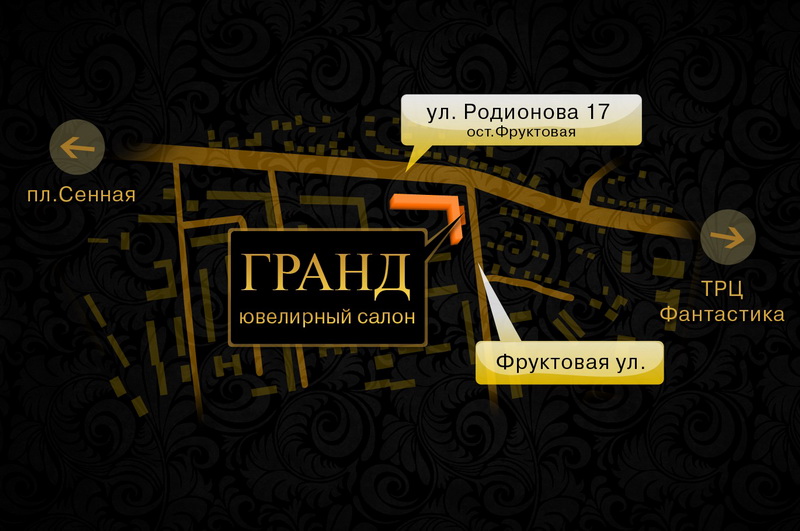 ул. Родионова 17
ост.Фруктовая
пл.Сенная
ГРАНД
ювелирный салон
ТРЦ
Фантастика
Фруктовая ул.